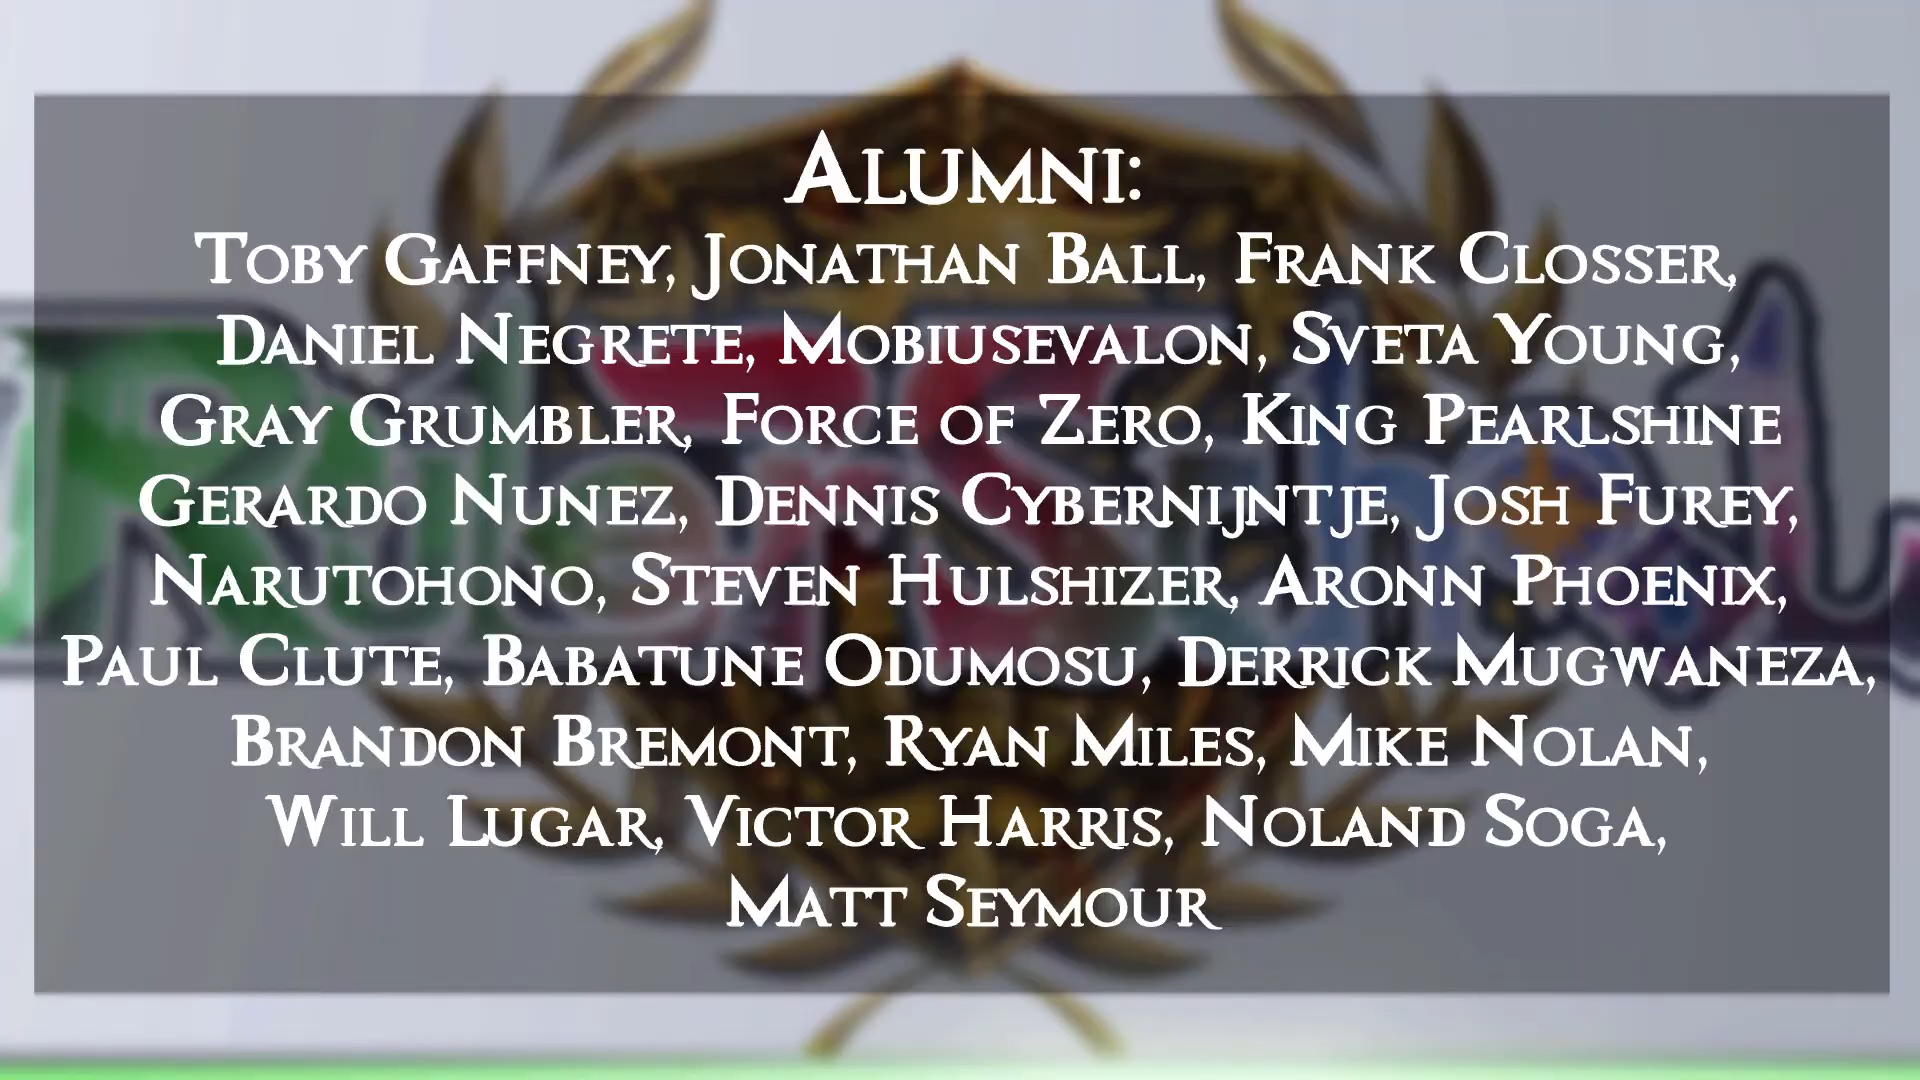 Alumni:
Toby Gaffney, Jonathan Ball, Frank Closser,
Daniel Negrete, Mobiusevalon, Sveta Young,
Gray Grumbler, Force of Zero, King Pearlshine
Gerardo Nunez, Dennis Cybernijntje, Josh Furey,
Narutohono, Steven Hulshizer, Aronn Phoenix,
Paul Clute, Babatune Odumosu, Derrick Mugwaneza,
Brandon Bremont, Ryan Miles, Mike Nolan,
Will Lugar, Victor Harris, Noland Soga,
Matt Seymour